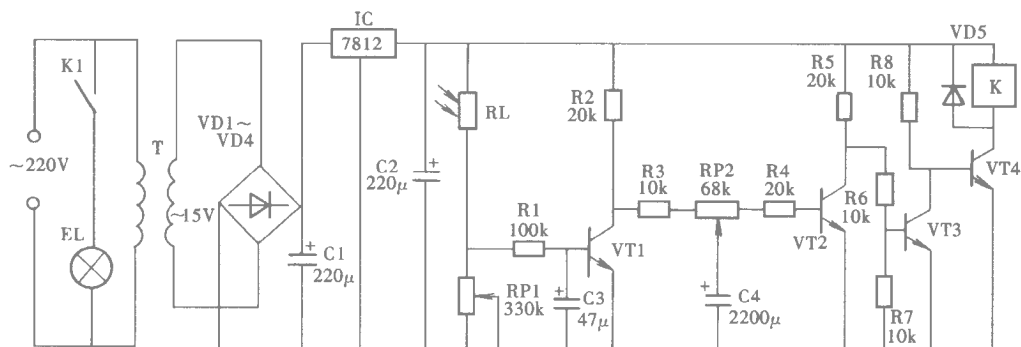 K1
~220V
EL
T
VD1~
VD4
~15V
+
C1
220μ
IC
7812
C2
220μ
+
RL
R1
100k
RP1
330k
+
C3
47μ
R2
20k
VT1
R3
10k
RP2
68k
R4
20k
+
C4
2200μ
R5
20k
VT2
R6
10k
R7
10k
R8
10k
VT3
VD5
K
VT4